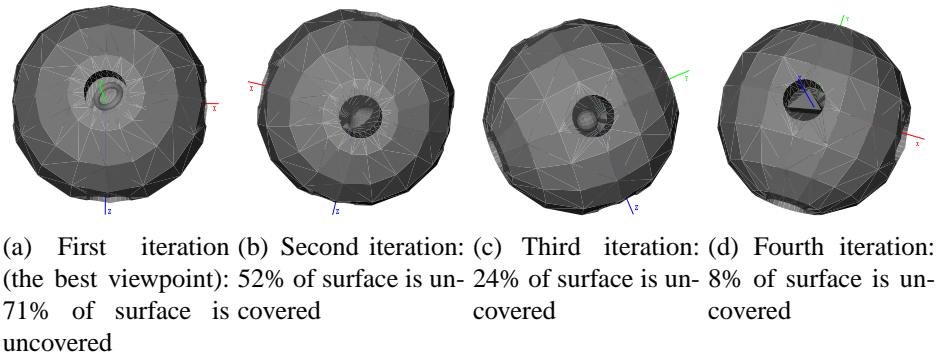 X
Z
X
Z
Y
Z
Y
Z
X
(a) First iteration
(the best viewpoint):
71% of surface is
uncovered
(b) Second iteration:
52% of surface is un-
covered
(c) Third iteration:
24% of surface is un-
covered
(d) Fourth iteration:
8% of surface is un-
covered